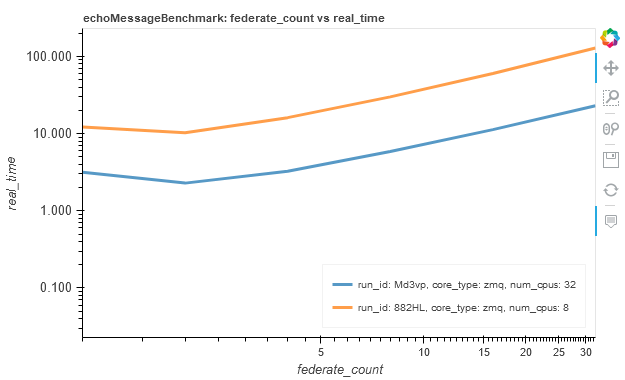 echoMessageBenchmark: federate_count vs real_time
100.000
10.000
1.000
0.100
real_time
5
10
15
20
25
30
federate_count
run_id: Md3vp, core_type: zmq, num_cpus: 32
run_id: 882HL, core_type: zmq, num_cpus: 8